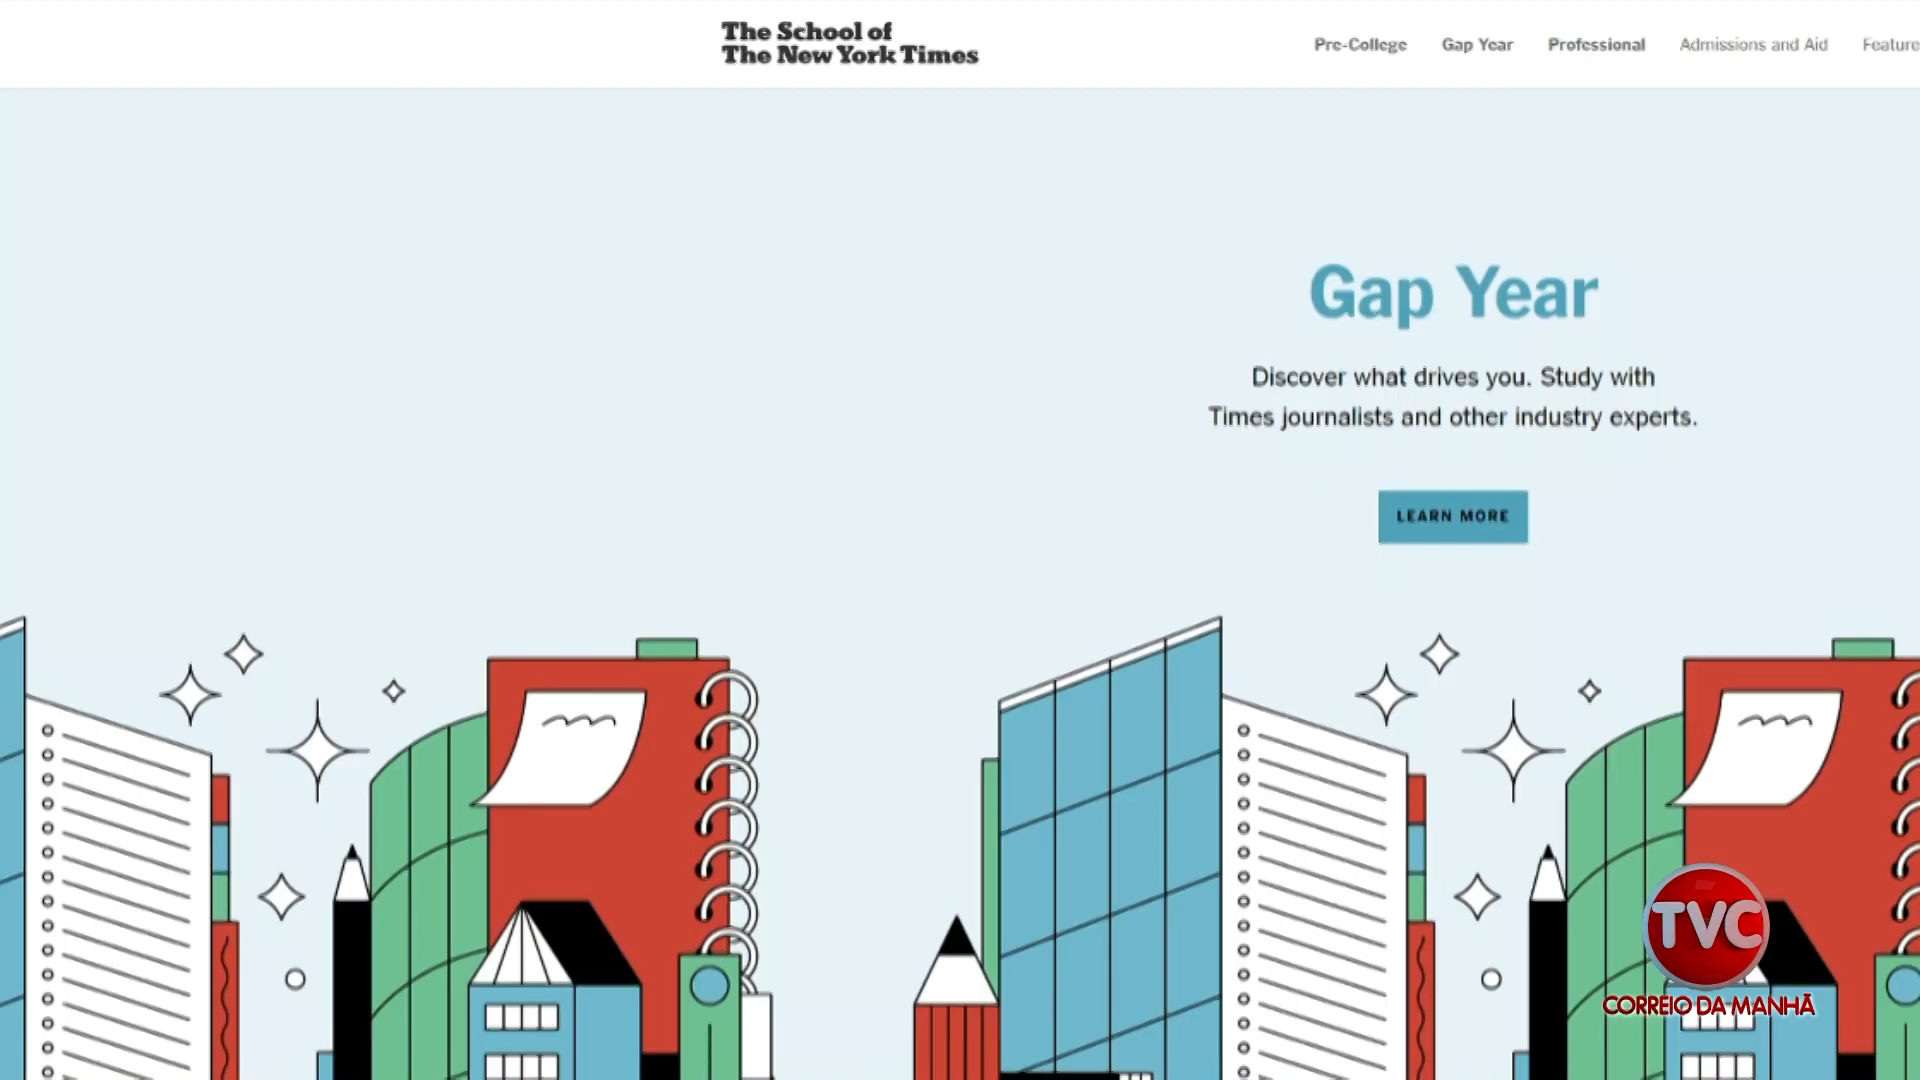 The School of
The New York Times
Pre-College Gap Year Professional Admissions and Aid Feature
Gap Year
Discover what drives you. Study with
Times journalists and other industry experts.
LEARN MORE
TVC
CORREIO DA MANHÃ